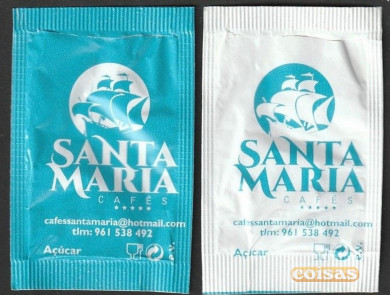 SANTA
MARIA
CAFÉS
cafessantamaria@hotmail.com
tlm: 961 538 492
Açúcar
SANTA
MARIA
CAFÉS
cafessantamaria@hotmail.com
tlm: 961 538 492
Açúcar
coisas